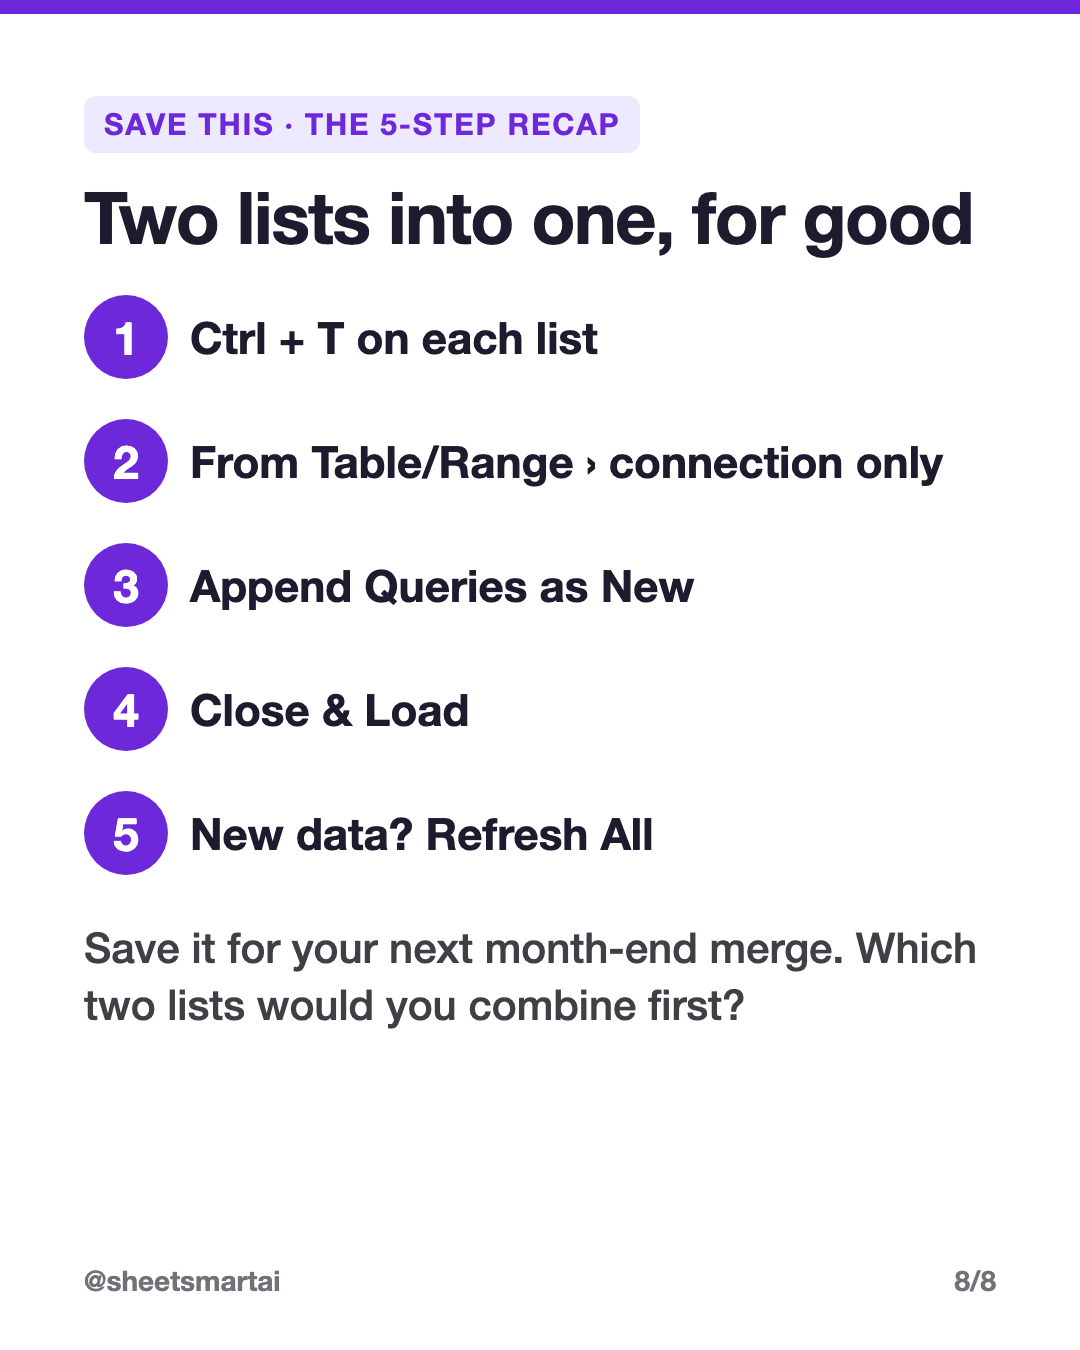 SAVE THIS · THE 5-STEP RECAP
Two lists into one, for good
1 Ctrl + T on each list
2 From Table/Range › connection only
3 Append Queries as New
4 Close & Load
5 New data? Refresh All
Save it for your next month-end merge. Which
two lists would you combine first?
@sheetsmartai 8/8